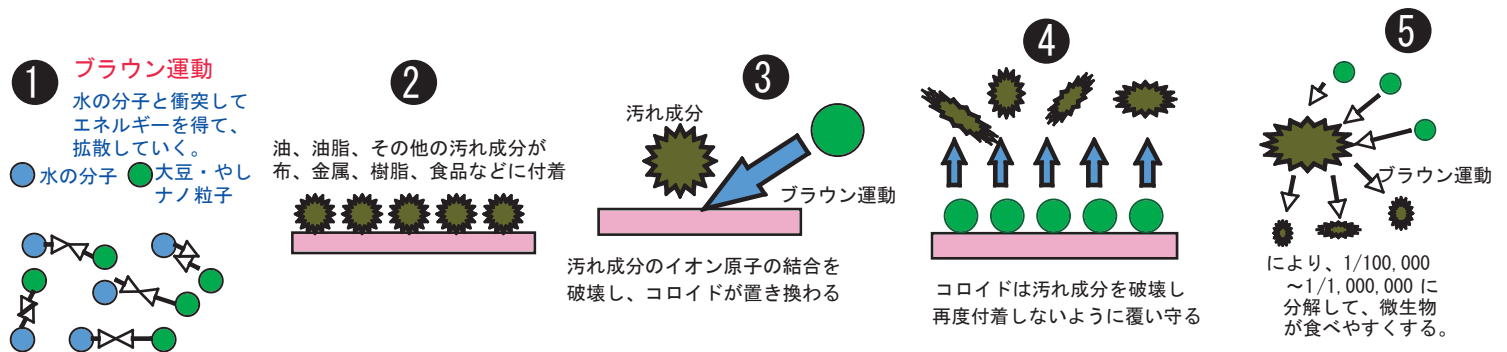 1
ブラウン運動
水の分子と衝突して
エネルギーを得て、
拡散していく。
水の分子
大豆・やし
ナノ粒子
2
油、油脂、その他の汚れ成分が
布、金属、樹脂、食品などに付着
3
汚れ成分
ブラウン運動
汚れ成分のイオン原子の結合を
破壊し、コロイドが置き換わる
4
コロイドは汚れ成分を破壊し
再度付着しないように覆い守る
5
ブラウン運動
により、1/100,000
～1/1,000,000 に
分解して、微生物
が食べやすくする。